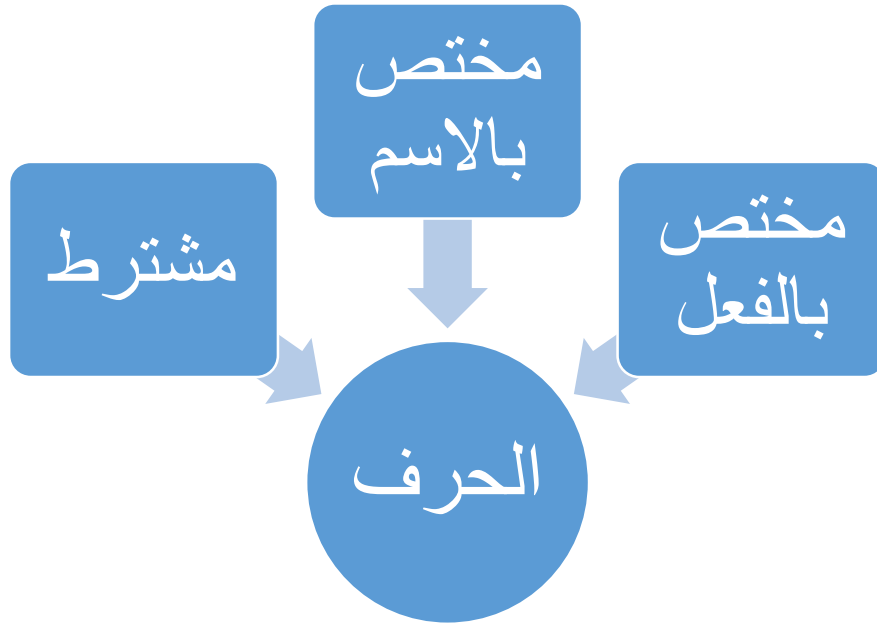 مختص
بالاسم
مختص
بالفعل
مشترط
الحرف